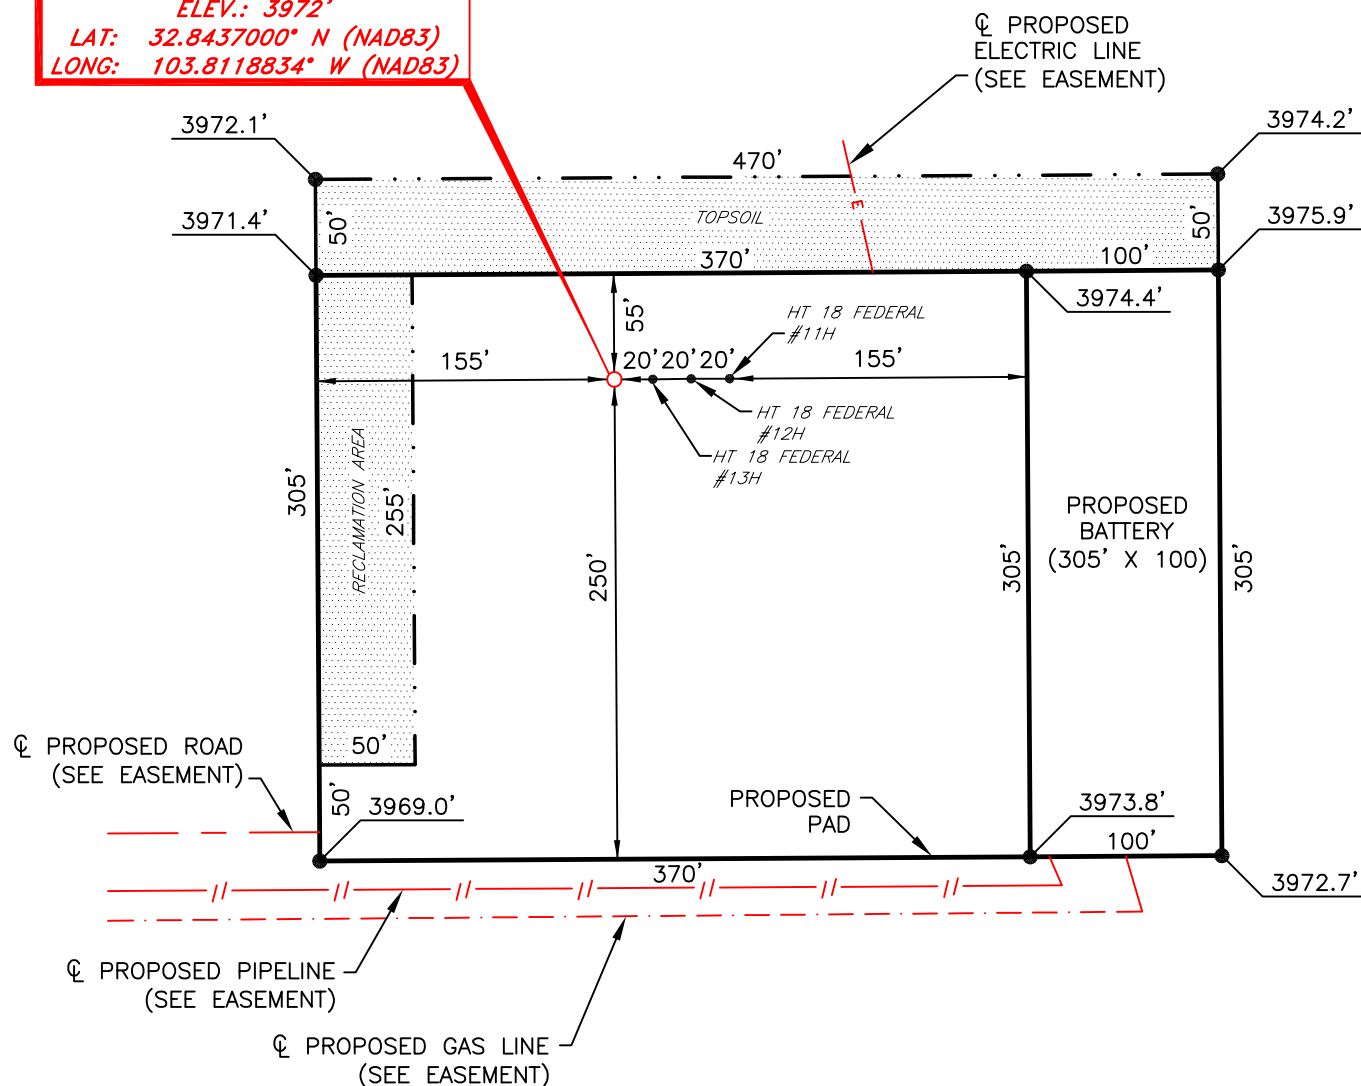 ELEV.: 3972'
LAT: 32.8437000° N (NAD83)
LONG: 103.8118834° W (NAD83)
℄ PROPOSED
ELECTRIC LINE
(SEE EASEMENT)
3972.1'
3974.2'
470'
E
TOPSOIL
50'
50'
3971.4'
3975.9'
370'
100'
3974.4'
55'
HT 18 FEDERAL
#11H
155'
20' 20' 20'
155'
HT 18 FEDERAL
#12H
HT 18 FEDERAL
#13H
305'
RECLAMATION AREA
255'
250'
305'
PROPOSED
BATTERY
(305' X 100)
305'
℄ PROPOSED ROAD
(SEE EASEMENT)
50'
50'
3969.0'
PROPOSED
PAD
3973.8'
100'
370'
3972.7'
℄ PROPOSED PIPELINE
(SEE EASEMENT)
℄ PROPOSED GAS LINE
(SEE EASEMENT)